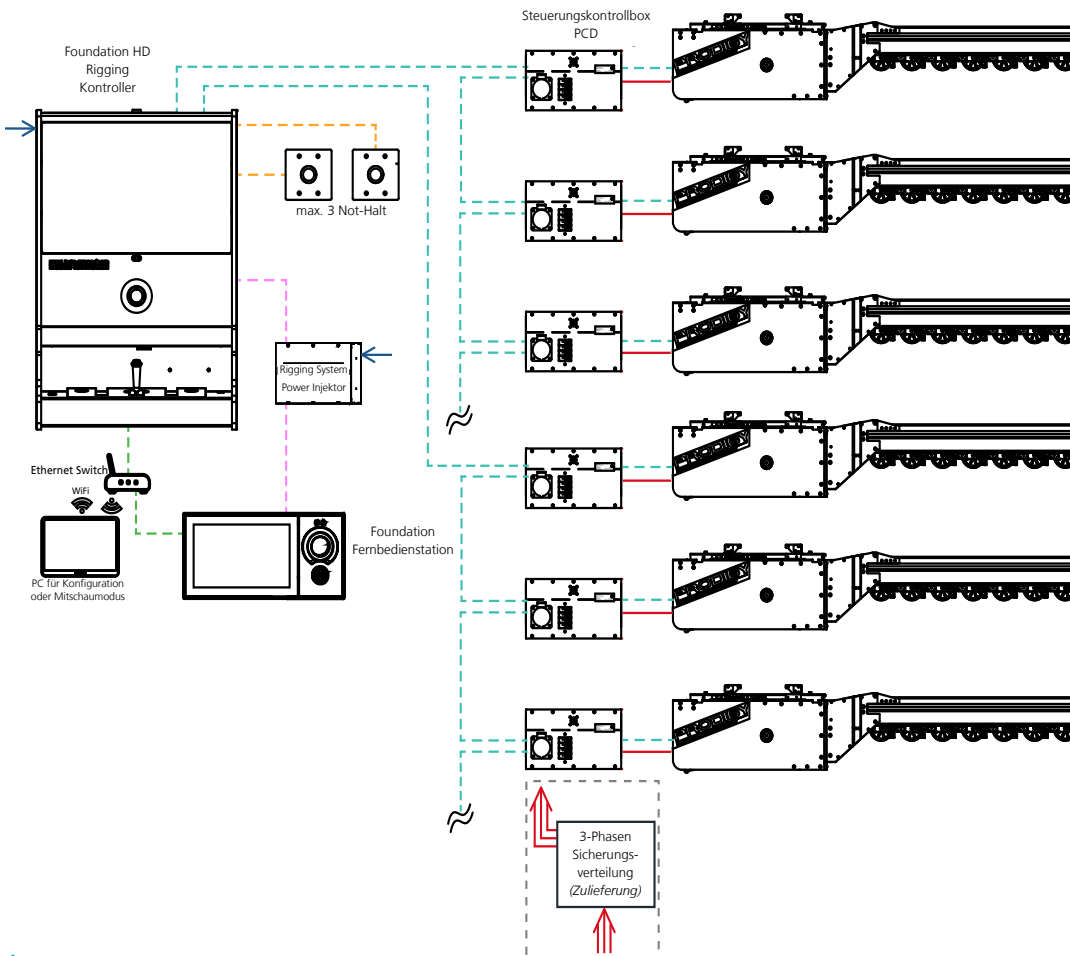 Steuerungskontrollbox
PCD
Foundation HD
Rigging
Kontroller
max. 3 Not-Halt
Rigging System
Power Injektor
Ethernet Switch
WiFi
PC für Konfiguration
oder Mitschaumodus
Foundation
Fernbedienstation
3-Phasen
Sicherungs-
verteilung
(Zulieferung)